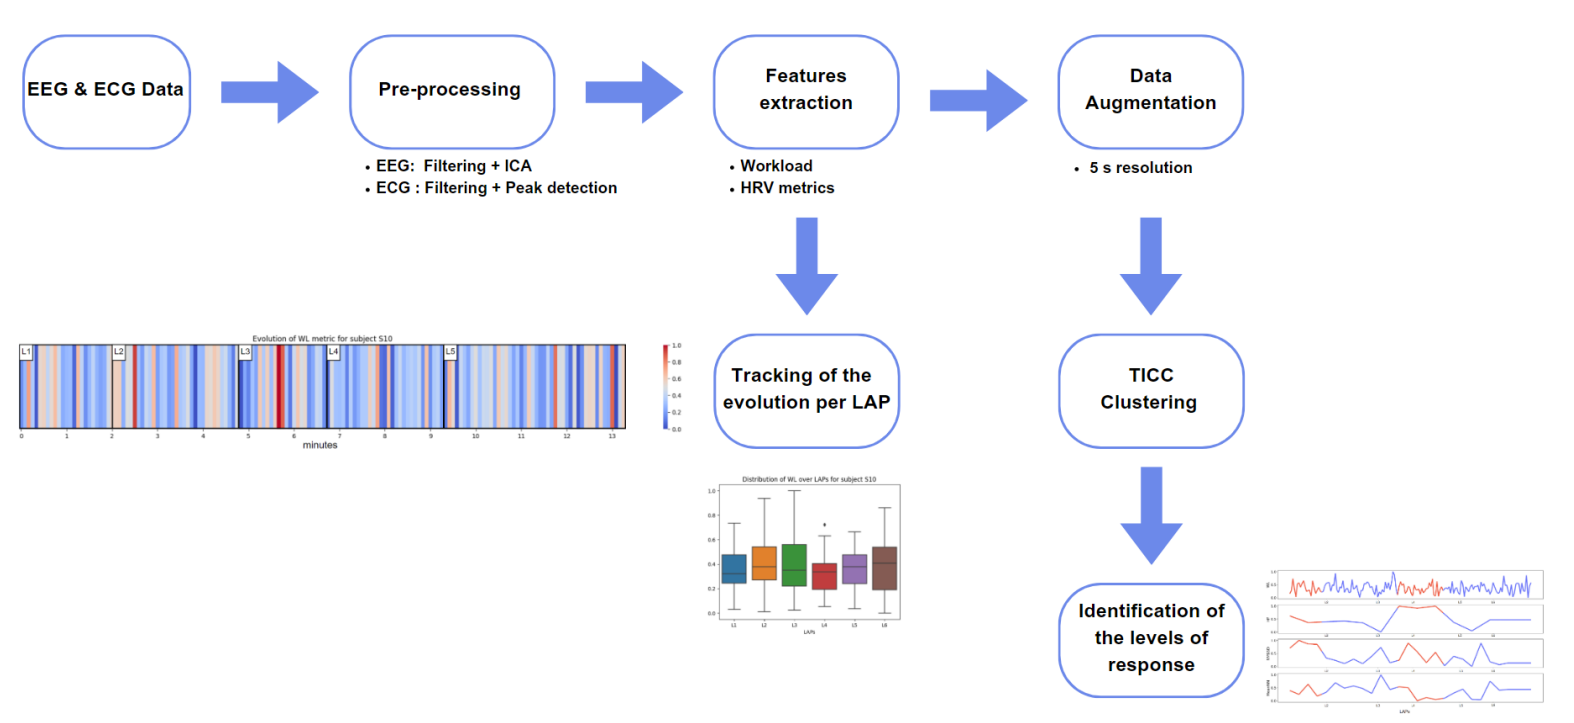 EEG & ECG Data
Pre-processing
Features
extraction
Data
Augmentation
• EEG: Filtering + ICA
• ECG : Filtering + Peak detection
• Workload
• HRV metrics
• 5 s resolution
Evolution of WL metric for subject S10
L1 L2 L3 L4 L5
1.0
0.8
0.6
0.4
0.2
0.0
0 1 2 3 4 5 6 7 8 9 10 11 12 13
minutes
Tracking of the
evolution per LAP
TICC
Clustering
Distribution of WL over LAPs for subject S10
1.0
0.8
0.6
0.4
0.2
0.0
L1 L2 L3 L4 L5 L6
LAPs
Identification of
the levels of
response
LAPs